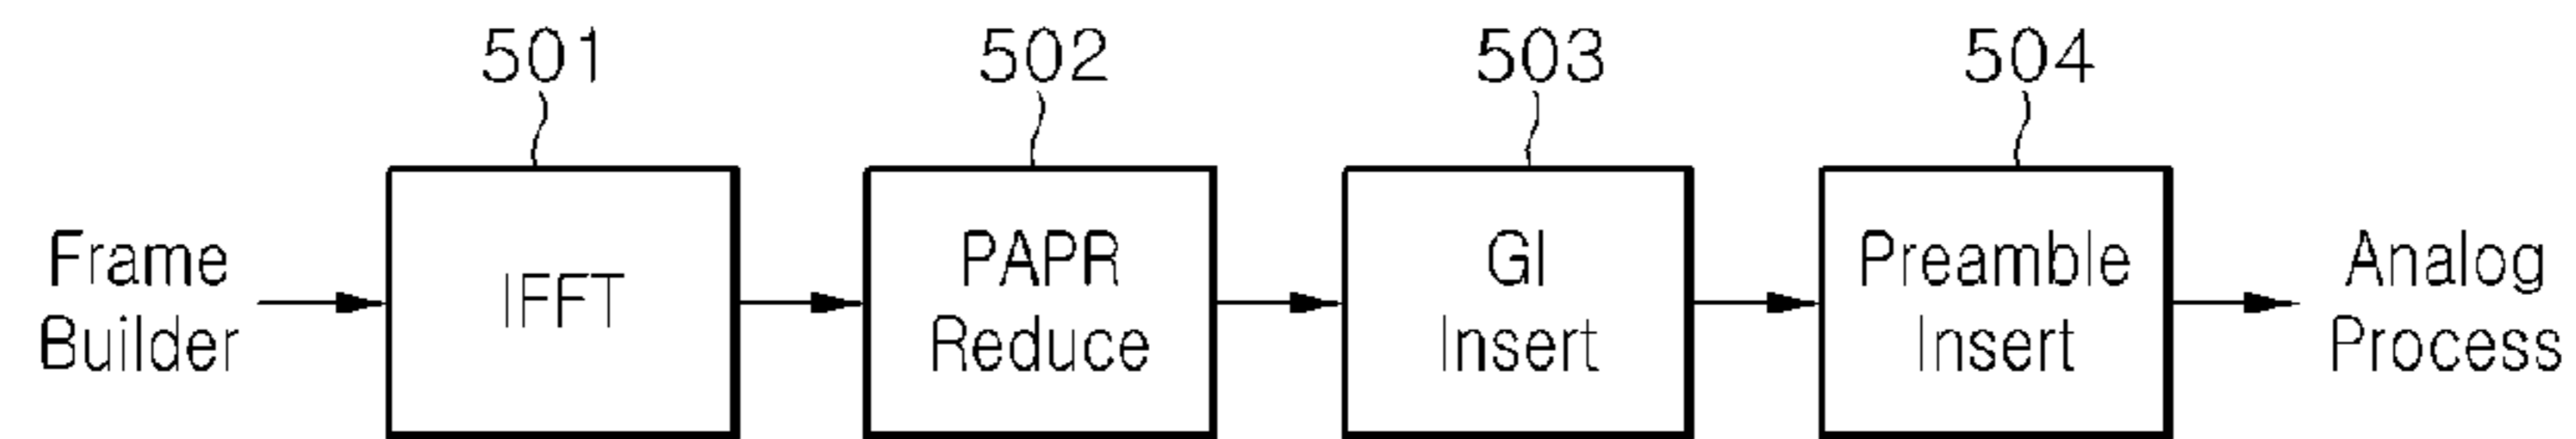 501
502
503
504
Frame
Builder
IFFT
PAPR
Reduce
GI
Insert
Preamble
Insert
Analog
Process